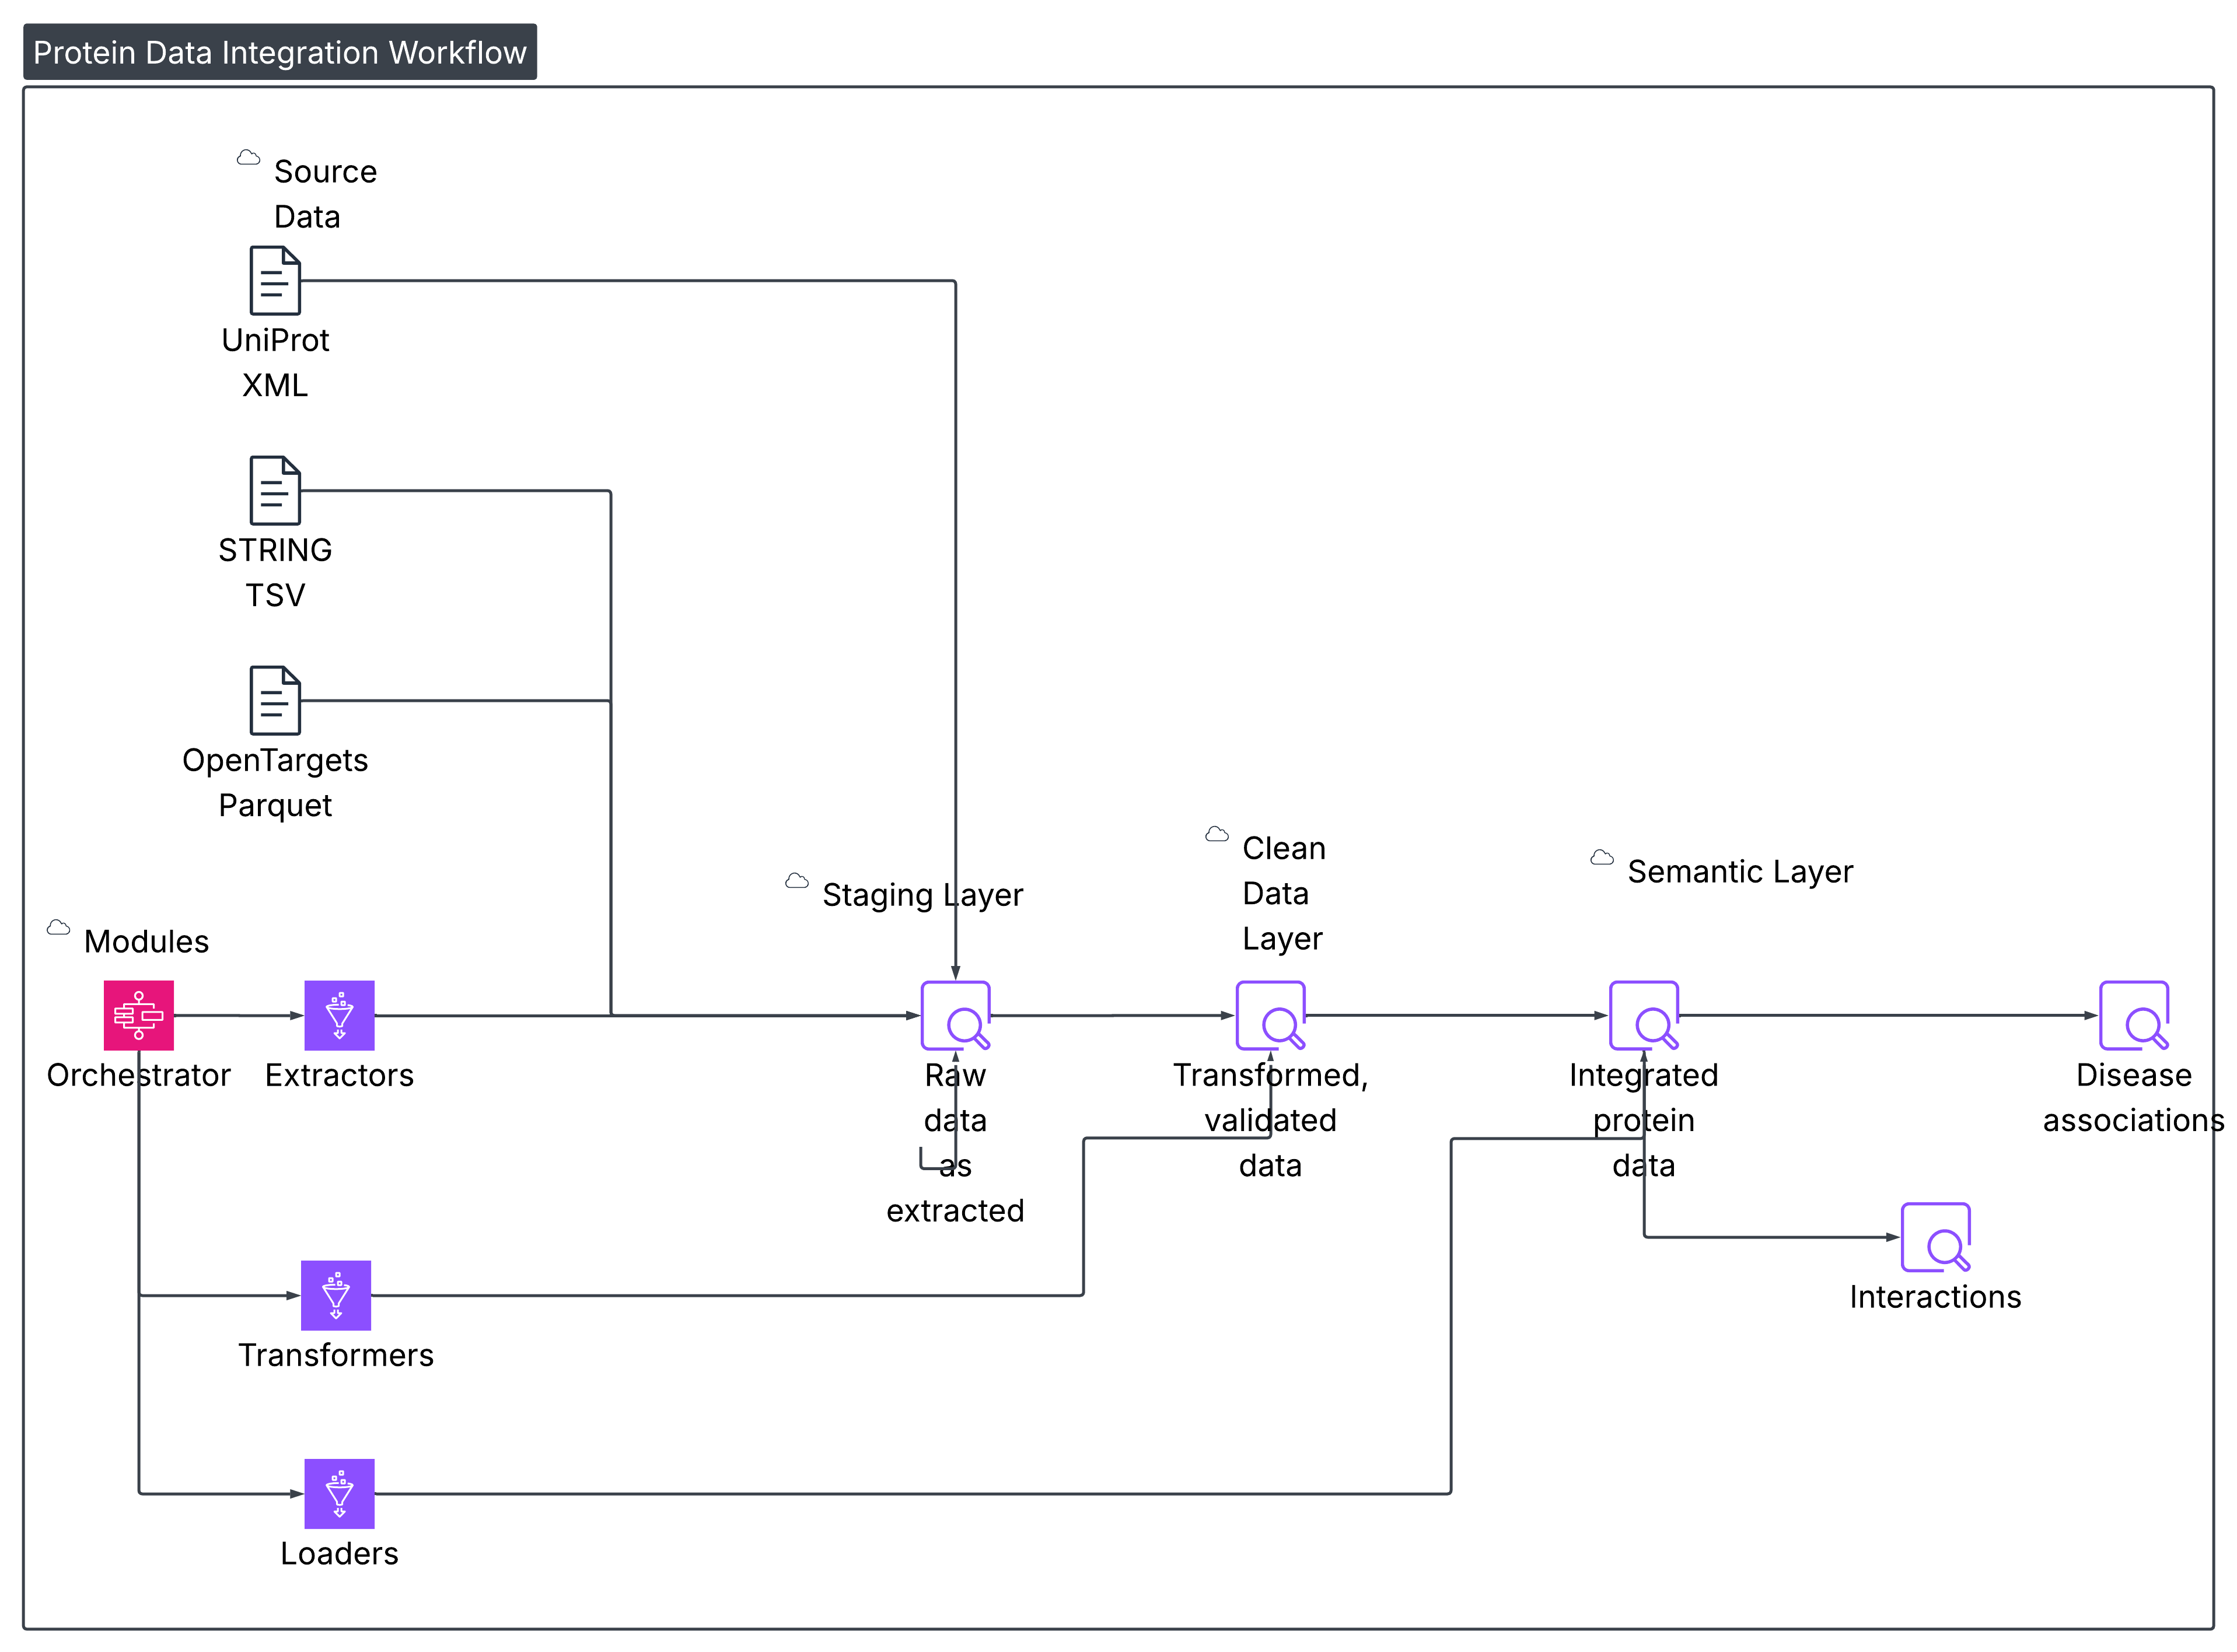 Protein Data Integration Workflow
Source
Data
UniProt
XML
STRING
TSV
OpenTargets
Parquet
Clean
Data
Layer
Semantic Layer
Staging Layer
Modules
Orchestrator
Extractors
Raw
data
as
extracted
Transformed,
validated
data
Integrated
protein
data
Disease
associations
Interactions
Transformers
Loaders